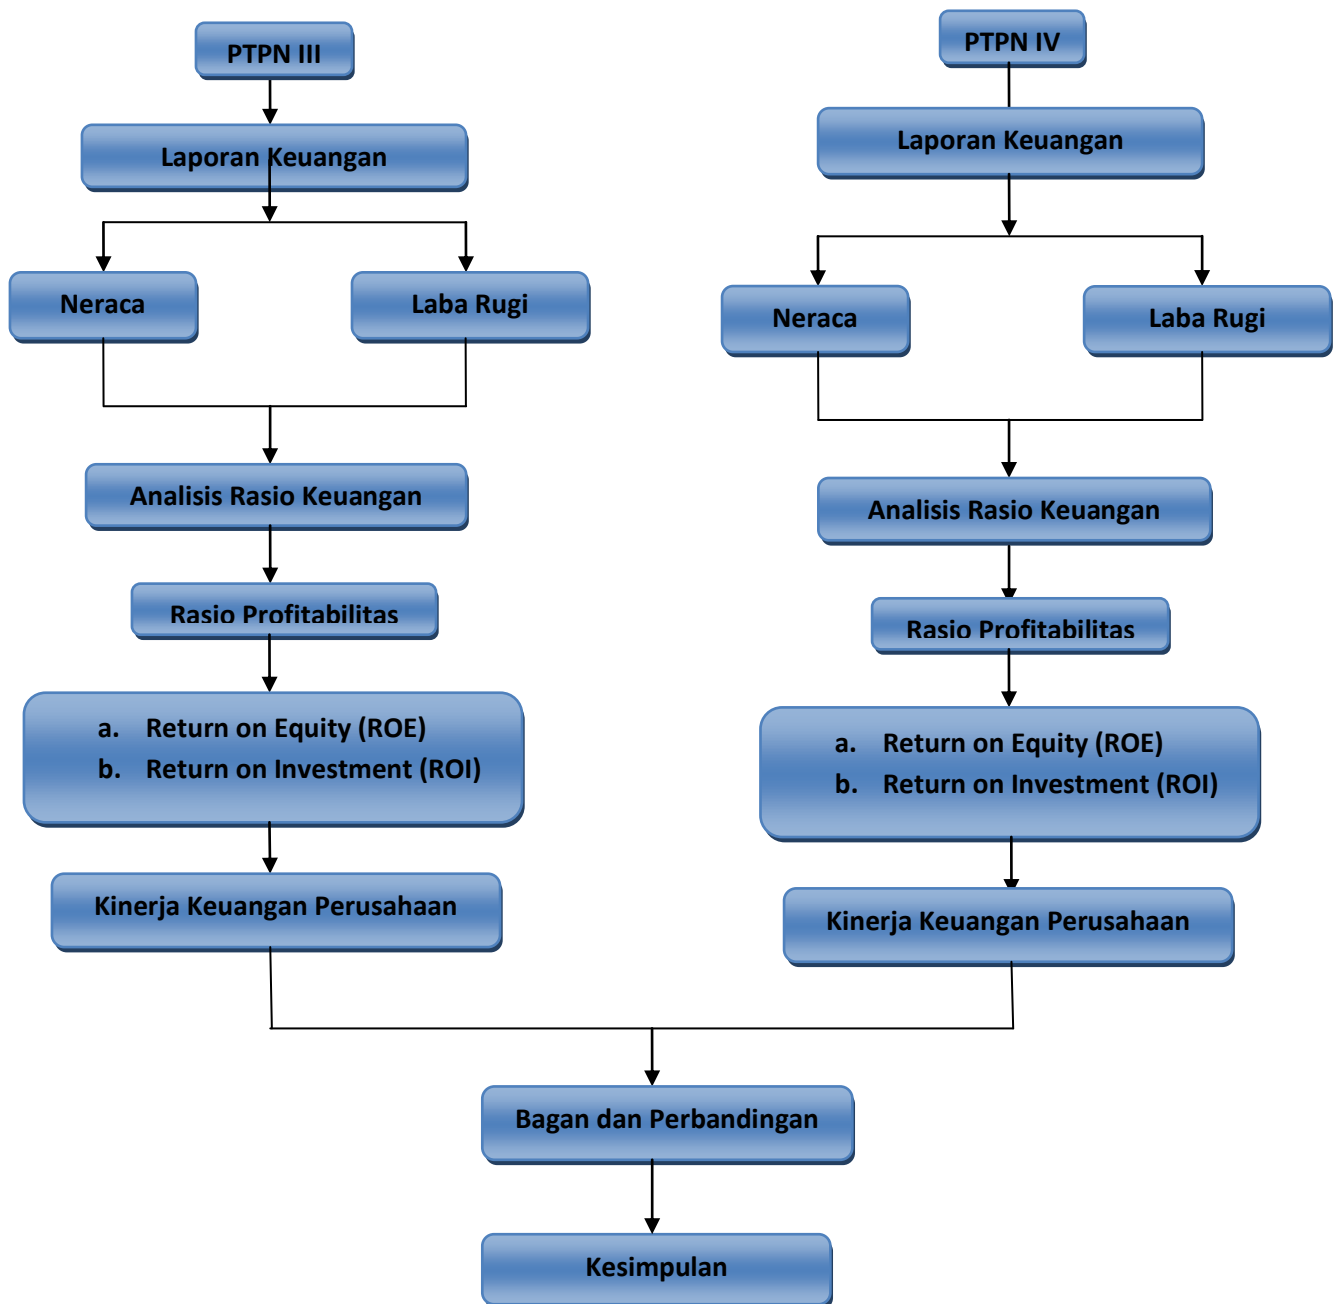 PTPN III
Laporan Keuangan
Neraca
Laba Rugi
Analisis Rasio Keuangan
Rasio Profitabilitas
a. Return on Equity (ROE)
b. Return on Investment (ROI)
Kinerja Keuangan Perusahaan
PTPN IV
Laporan Keuangan
Neraca
Laba Rugi
Analisis Rasio Keuangan
Rasio Profitabilitas
a. Return on Equity (ROE)
b. Return on Investment (ROI)
Kinerja Keuangan Perusahaan
Bagan dan Perbandingan
Kesimpulan